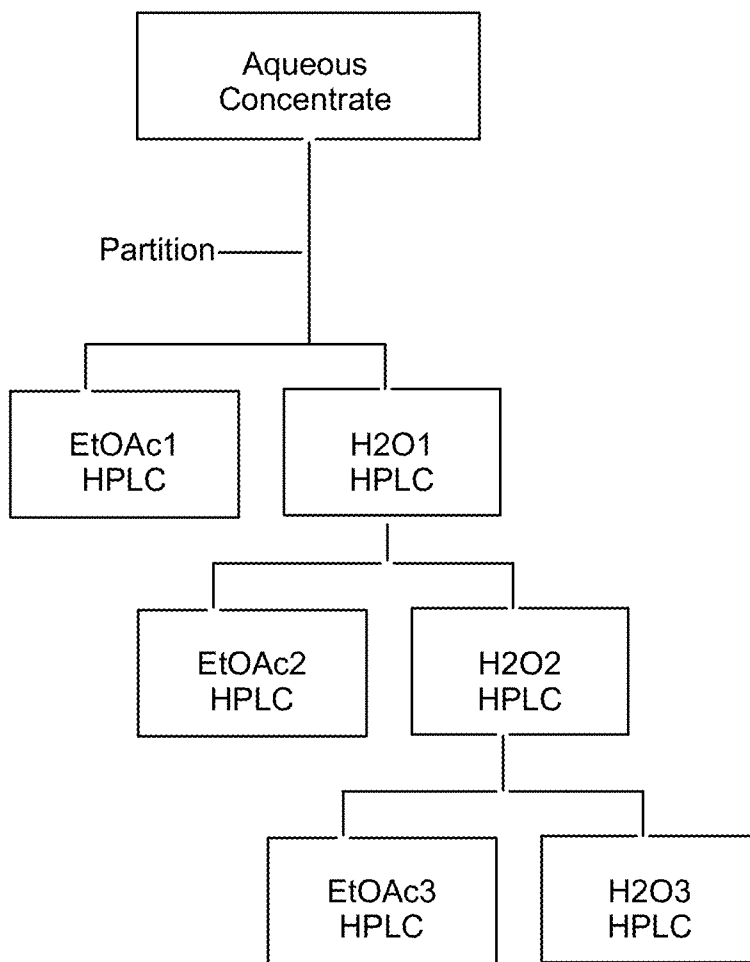 Aqueous
Concentrate
Partition
EtOAc1
HPLC
H2O1
HPLC
EtOAc2
HPLC
H2O2
HPLC
EtOAc3
HPLC
H2O3
HPLC